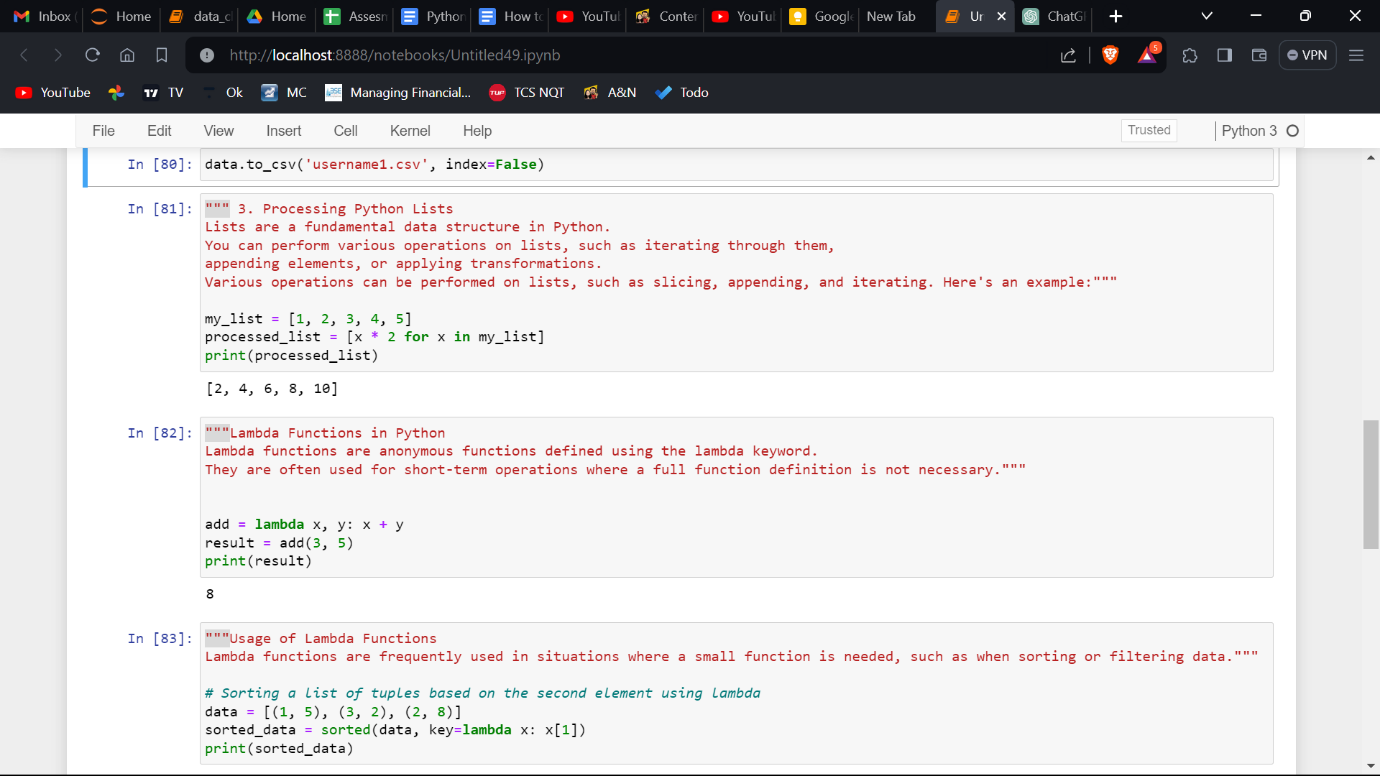 Inbox (
Home
data_cl
Home
Assesn
Python
How to
YouTu
Conter
YouTu
Googl
New Tab
Un
ChatG
http://localhost:8888/notebooks/Untitled49.ipynb
5
VPN
YouTube
TV
Ok
MC
Managing Financial...
TCS NQT
A&N
Todo
File Edit View Insert Cell Kernel Help
Trusted
Python 3
In [80]: data.to_csv('username1.csv', index=False)
In [81]: """ 3. Processing Python Lists
Lists are a fundamental data structure in Python.
You can perform various operations on lists, such as iterating through them,
appending elements, or applying transformations.
Various operations can be performed on lists, such as slicing, appending, and iterating. Here's an example:"""
my_list = [1, 2, 3, 4, 5]
processed_list = [x * 2 for x in my_list]
print(processed_list)
[2, 4, 6, 8, 10]
In [82]: """Lambda Functions in Python
Lambda functions are anonymous functions defined using the lambda keyword.
They are often used for short-term operations where a full function definition is not necessary."""
add = lambda x, y: x + y
result = add(3, 5)
print(result)
8
In [83]: """Usage of Lambda Functions
Lambda functions are frequently used in situations where a small function is needed, such as when sorting or filtering data."""
# Sorting a list of tuples based on the second element using lambda
data = [(1, 5), (3, 2), (2, 8)]
sorted_data = sorted(data, key=lambda x: x[1])
print(sorted_data)